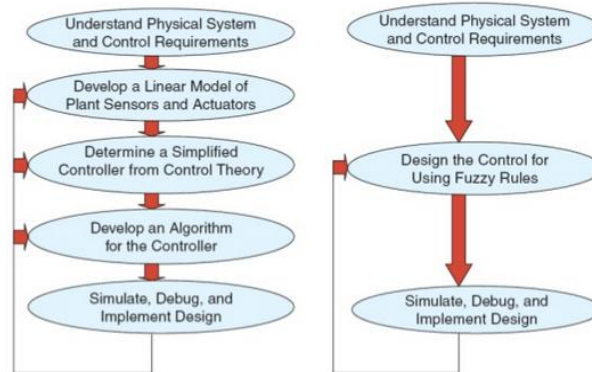 Understand Physical System
and Control Requirements
Develop a Linear Model of
Plant Sensors and Actuators
Determine a Simplified
Controller from Control Theory
Develop an Algorithm
for the Controller
Simulate, Debug, and
Implement Design
Understand Physical System
and Control Requirements
Design the Control for
Using Fuzzy Rules
Simulate, Debug, and
Implement Design